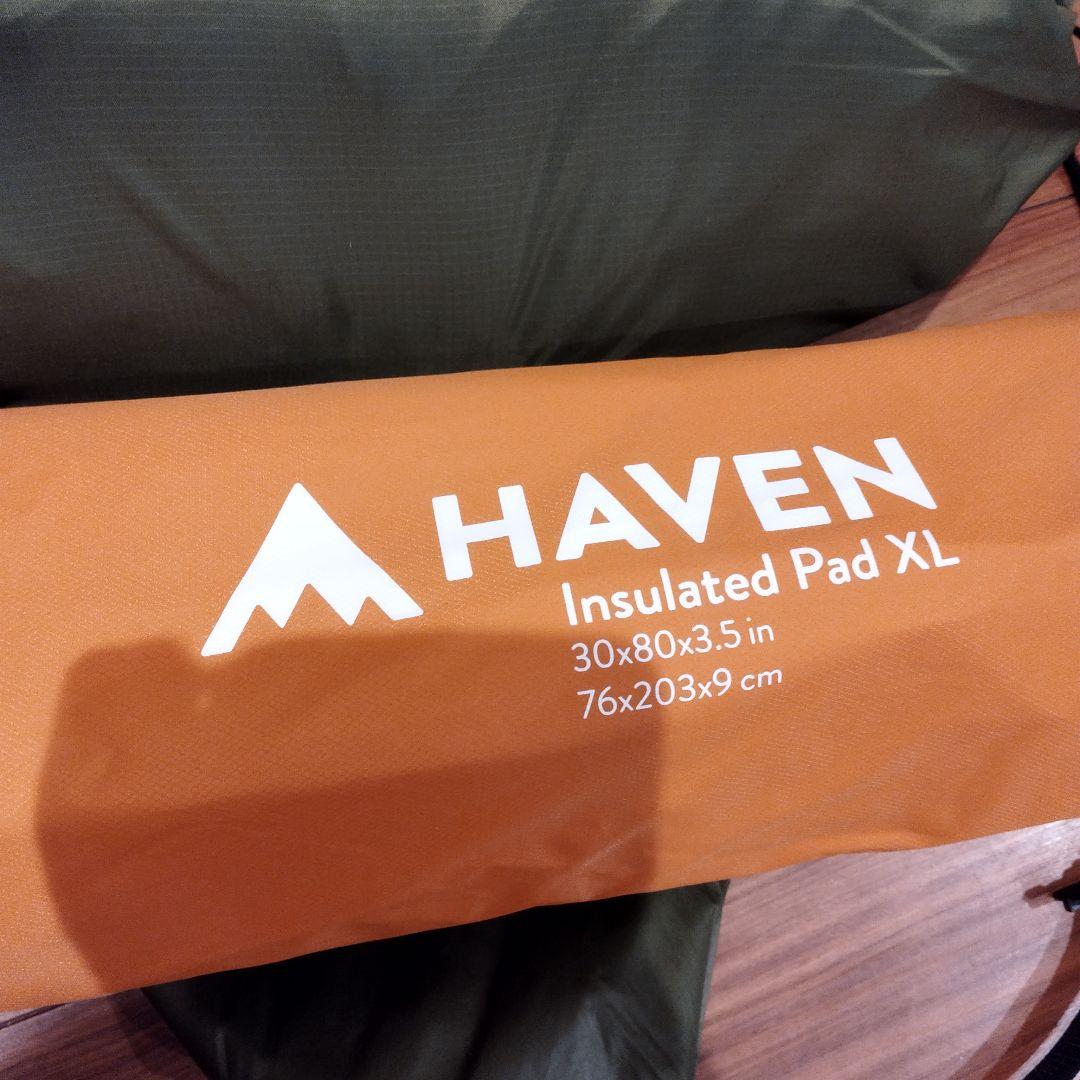 HAVEN
Insulated Pad XL
30x80x3.5 in
76x203x9 cm